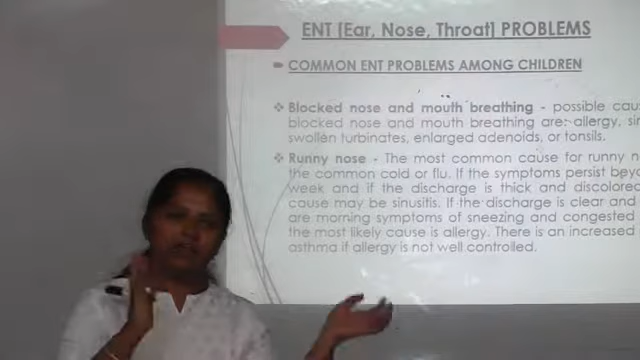 ENT [Ear, Nose, Throat] PROBLEMS
COMMON ENT PROBLEMS AMONG CHILDREN
Blocked nose and mouth breathing - possible
blocked nose and mouth breathing are: allergy,
swollen turbinates, enlarged adenoids, or tonsils.
Runny nose - The most common cause for runny
the common cold or flu. If the symptoms persist
week and if the discharge is thick and discolored
cause may be sinusitis. If the discharge is clear and
are morning symptoms of sneezing and congested
the most likely cause is allergy. There is an increased
asthma if allergy is not well controlled.